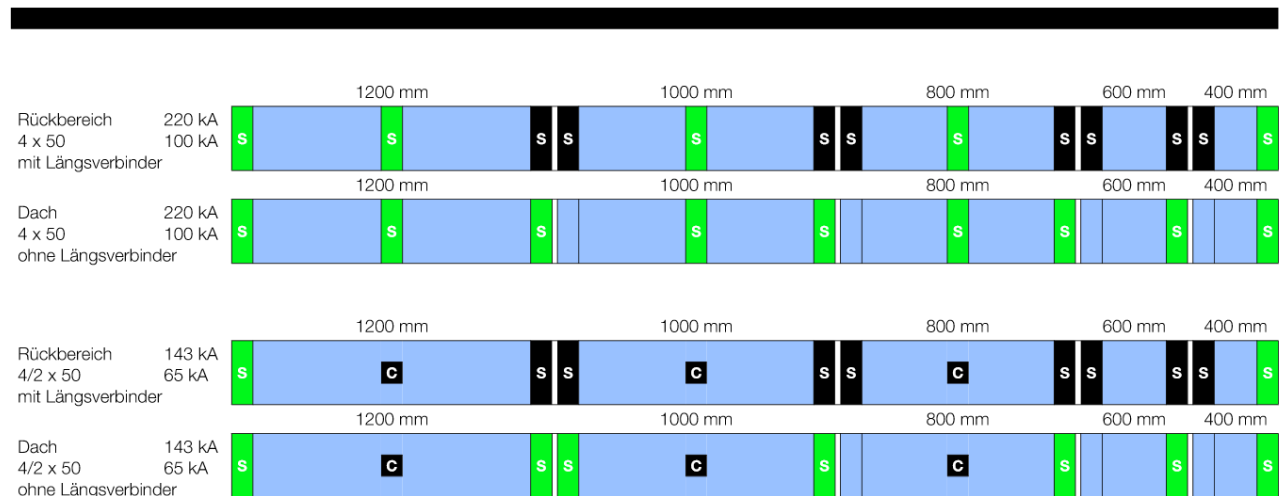 1200 mm 1000 mm 800 mm 600 mm 400 mm
Rückbereich 220 kA
4 x 50 100 kA
mit Längsverbinder
S S S S S S S S S S S S S
1200 mm 1000 mm 800 mm 600 mm 400 mm
Dach 220 kA
4 x 50 100 kA
ohne Längsverbinder
S S S S S S S S S
1200 mm 1000 mm 800 mm 600 mm 400 mm
Rückbereich 143 kA
4/2 x 50 65 kA
mit Längsverbinder
S C S S C S S C S S S S S
1200 mm 1000 mm 800 mm 600 mm 400 mm
Dach 143 kA
4/2 x 50 65 kA
ohne Längsverbinder
S C S S C S C S S S